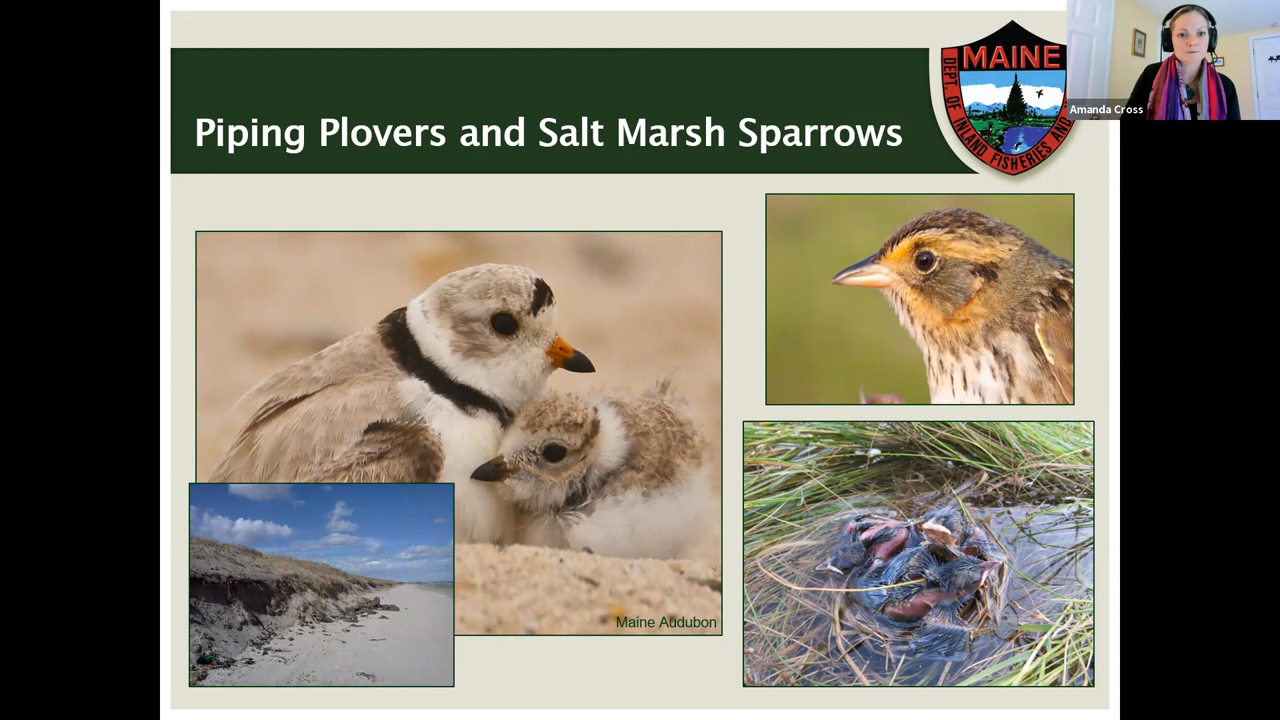 Piping Plovers and Salt Marsh Sparrows
MAINE
DEPT. OF INLAND FISHERIES AND
Amanda Cross
Maine Audubon